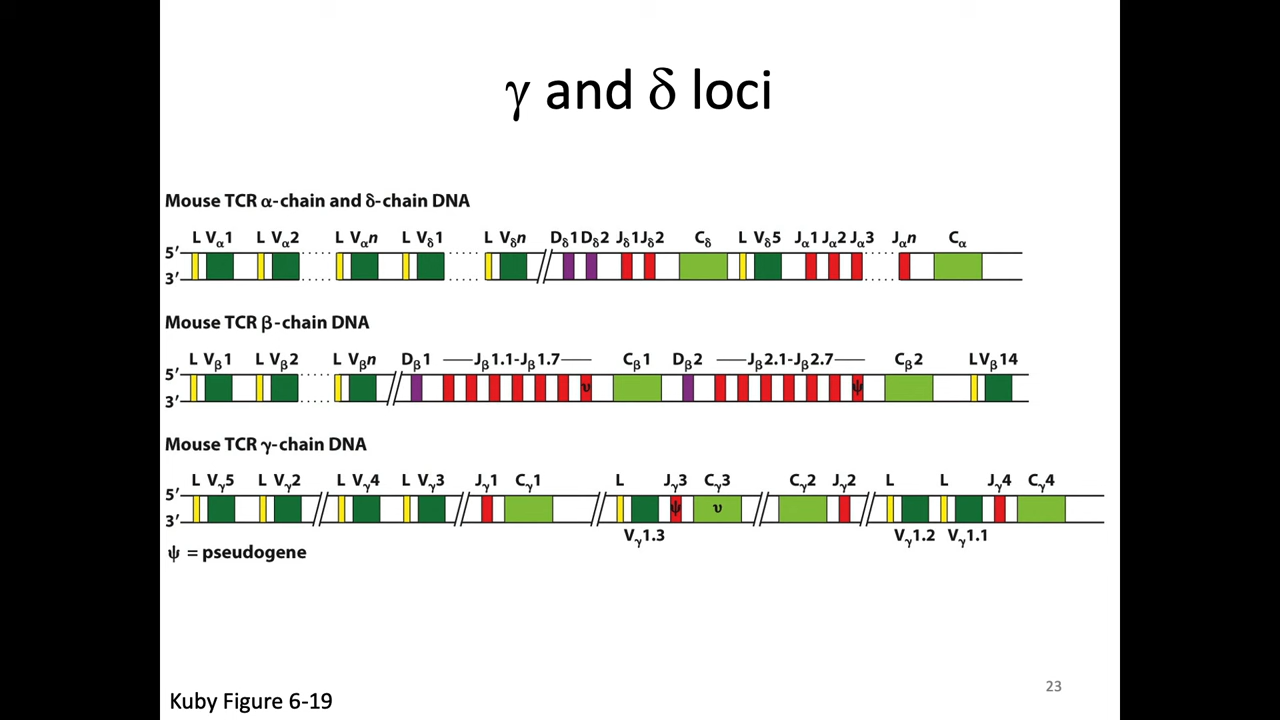 γ and δ loci
Mouse TCR α-chain and δ-chain DNA
L Vα1 L Vα2 L Vαn L Vδ1 L Vδn Dδ1 Dδ2 Jδ1 Jδ2 Cδ L Vδ5 Jα1 Jα2 Jα3 Jαn Cα
5′
3′
Mouse TCR β-chain DNA
L Vβ1 L Vβ2 L Vβn Dβ1 Jβ1.1-Jβ1.7 Cβ1 Dβ2 Jβ2.1-Jβ2.7 Cβ2 L Vβ14
5′
υ ψ
3′
Mouse TCR γ-chain DNA
L Vγ5 L Vγ2 L Vγ4 L Vγ3 Jγ1 Cγ1 L Jγ3 Cγ3 Cγ2 Jγ2 L L Jγ4 Cγ4
5′
ψ υ
3′
Vγ1.3 Vγ1.2 Vγ1.1
ψ = pseudogene
23
Kuby Figure 6-19